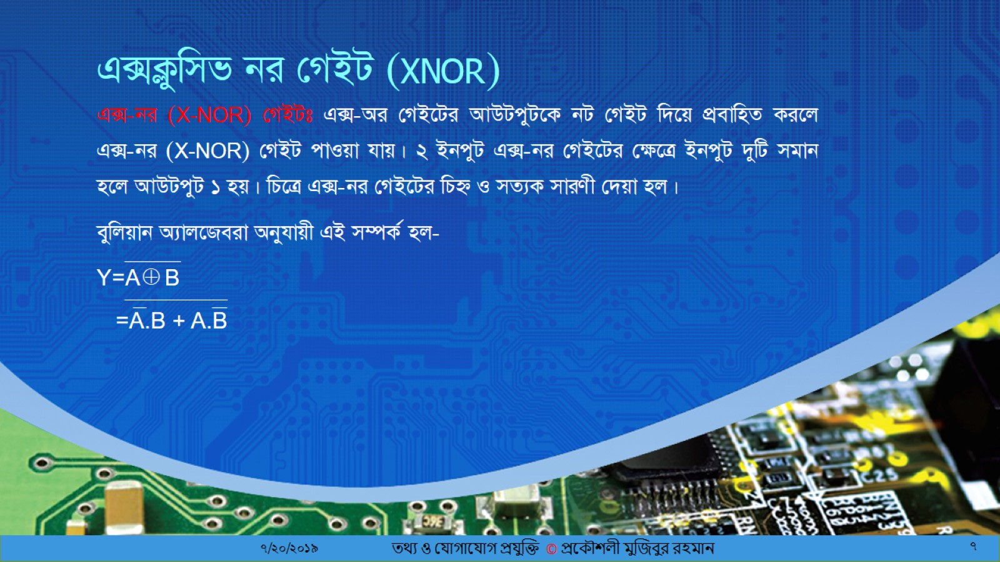 এক্সক্লুসিভ নর গেইট (XNOR)
এক্স-নর (X-NOR) গেইটঃ এক্স-অর গেইটের আউটপুটকে নট গেইট দিয়ে প্রবাহিত করলে
এক্স-নর (X-NOR) গেইট পাওয়া যায়। ২ ইনপুট এক্স-নর গেইটের ক্ষেত্রে ইনপুট দুটি সমান
হলে আউটপুট ১ হয়। চিত্রে এক্স-নর গেইটের চিহ্ন ও সত্যক সারণী দেয়া হল।
বুলিয়ান অ্যালজেবরা অনুযায়ী এই সম্পর্ক হল-
Y=A̅⊕̅B̅
=\overline{\overline{A}.B + A.\overline{B}}
C25
৭/২০/২০১৯ তথ্য ও যোগাযোগ প্রযুক্তি © প্রকৌশলী মুজিবুর রহমান ৭